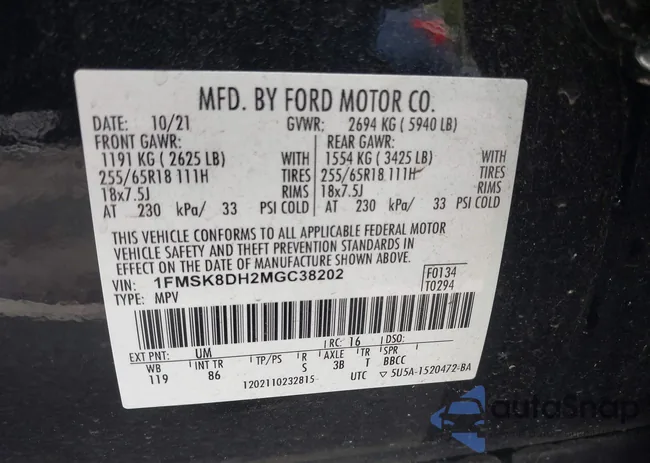 MFD. BY FORD MOTOR CO.
DATE: 10/21 GVWR: 2694 KG ( 5940 LB)
FRONT GAWR: REAR GAWR:
1191 KG ( 2625 LB) WITH 1554 KG ( 3425 LB) WITH
255/65R18 111H TIRES 255/65R18 111H TIRES
18x7.5J RIMS 18x7.5J RIMS
AT 230 kPa/ 33 PSI COLD AT 230 kPa/ 33 PSI COLD
THIS VEHICLE CONFORMS TO ALL APPLICABLE FEDERAL MOTOR
VEHICLE SAFETY AND THEFT PREVENTION STANDARDS IN
EFFECT ON THE DATE OF MANUFACTURE SHOWN ABOVE.
VIN: 1FMSK8DH2MGC38202 F0134
TYPE: MPV T0294
EXT PNT: UM RC: 16 DSO:
WB INT TR TP/PS R AXLE TR SPR
119 86 S 3B T BBCC
1202110232815 UTC ▽ 5U5A-1520472-BA
autoSnap